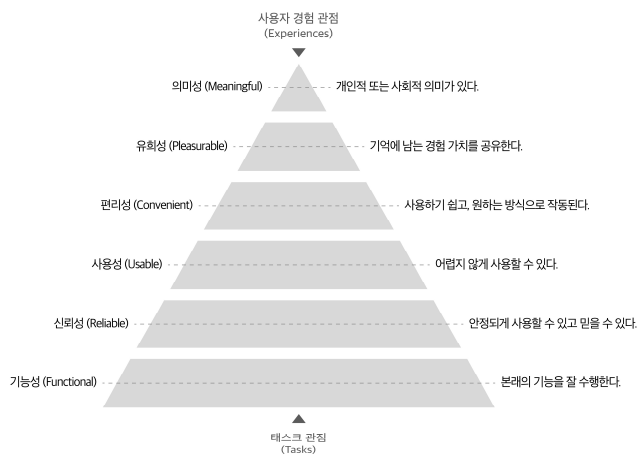 사용자 경험 관점
(Experiences)
의미성 (Meaningful) 개인적 또는 사회적 의미가 있다.
유희성 (Pleasurable) 기억에 남는 경험 가치를 공유한다.
편리성 (Convenient) 사용하기 쉽고, 원하는 방식으로 작동된다.
사용성 (Usable) 어렵지 않게 사용할 수 있다.
신뢰성 (Reliable) 안정되게 사용할 수 있고 믿을 수 있다.
기능성 (Functional) 본래의 기능을 잘 수행한다.
태스크 관점
(Tasks)